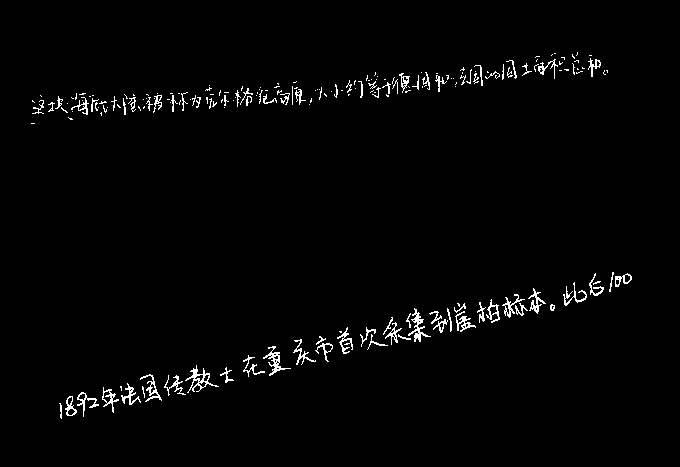 这块海底大陆被称为克尔格伦高原,大小约等于德国和法国的国土面积总和。
1892年法国传教士在重庆市首次采集到崖柏标本。此后100